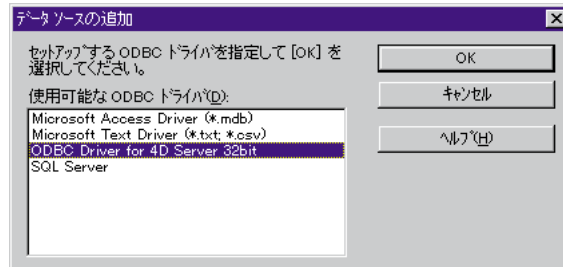 データ ソースの追加
セットアップする ODBC ドライバを指定して [OK] を
選択してください。
OK
使用可能な ODBC ドライバ(D):
キャンセル
Microsoft Access Driver (*.mdb)
Microsoft Text Driver (*.txt; *.csv)
ヘルプ(H)
ODBC Driver for 4D Server 32bit
SQL Server